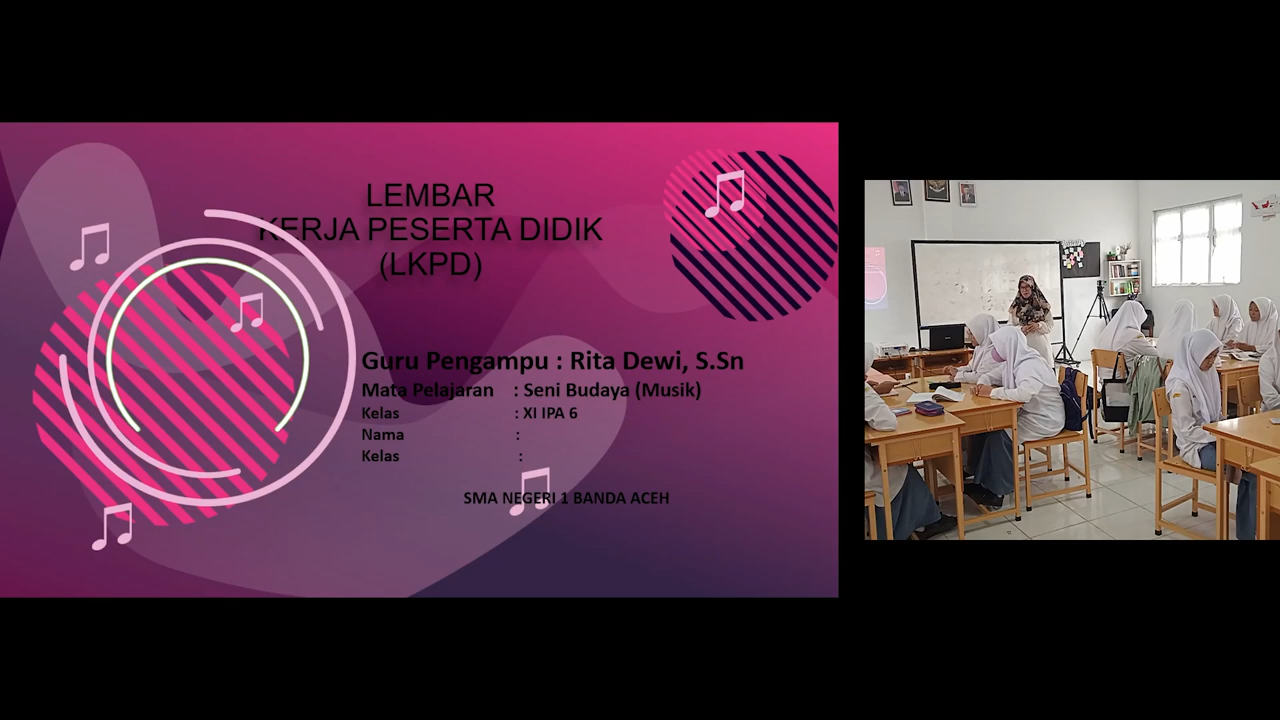 LEMBAR
KERJA PESERTA DIDIK
(LKPD)
Guru Pengampu : Rita Dewi, S.Sn
Mata Pelajaran : Seni Budaya (Musik)
Kelas : XI IPA 6
Nama :
Kelas :
SMA NEGERI 1 BANDA ACEH